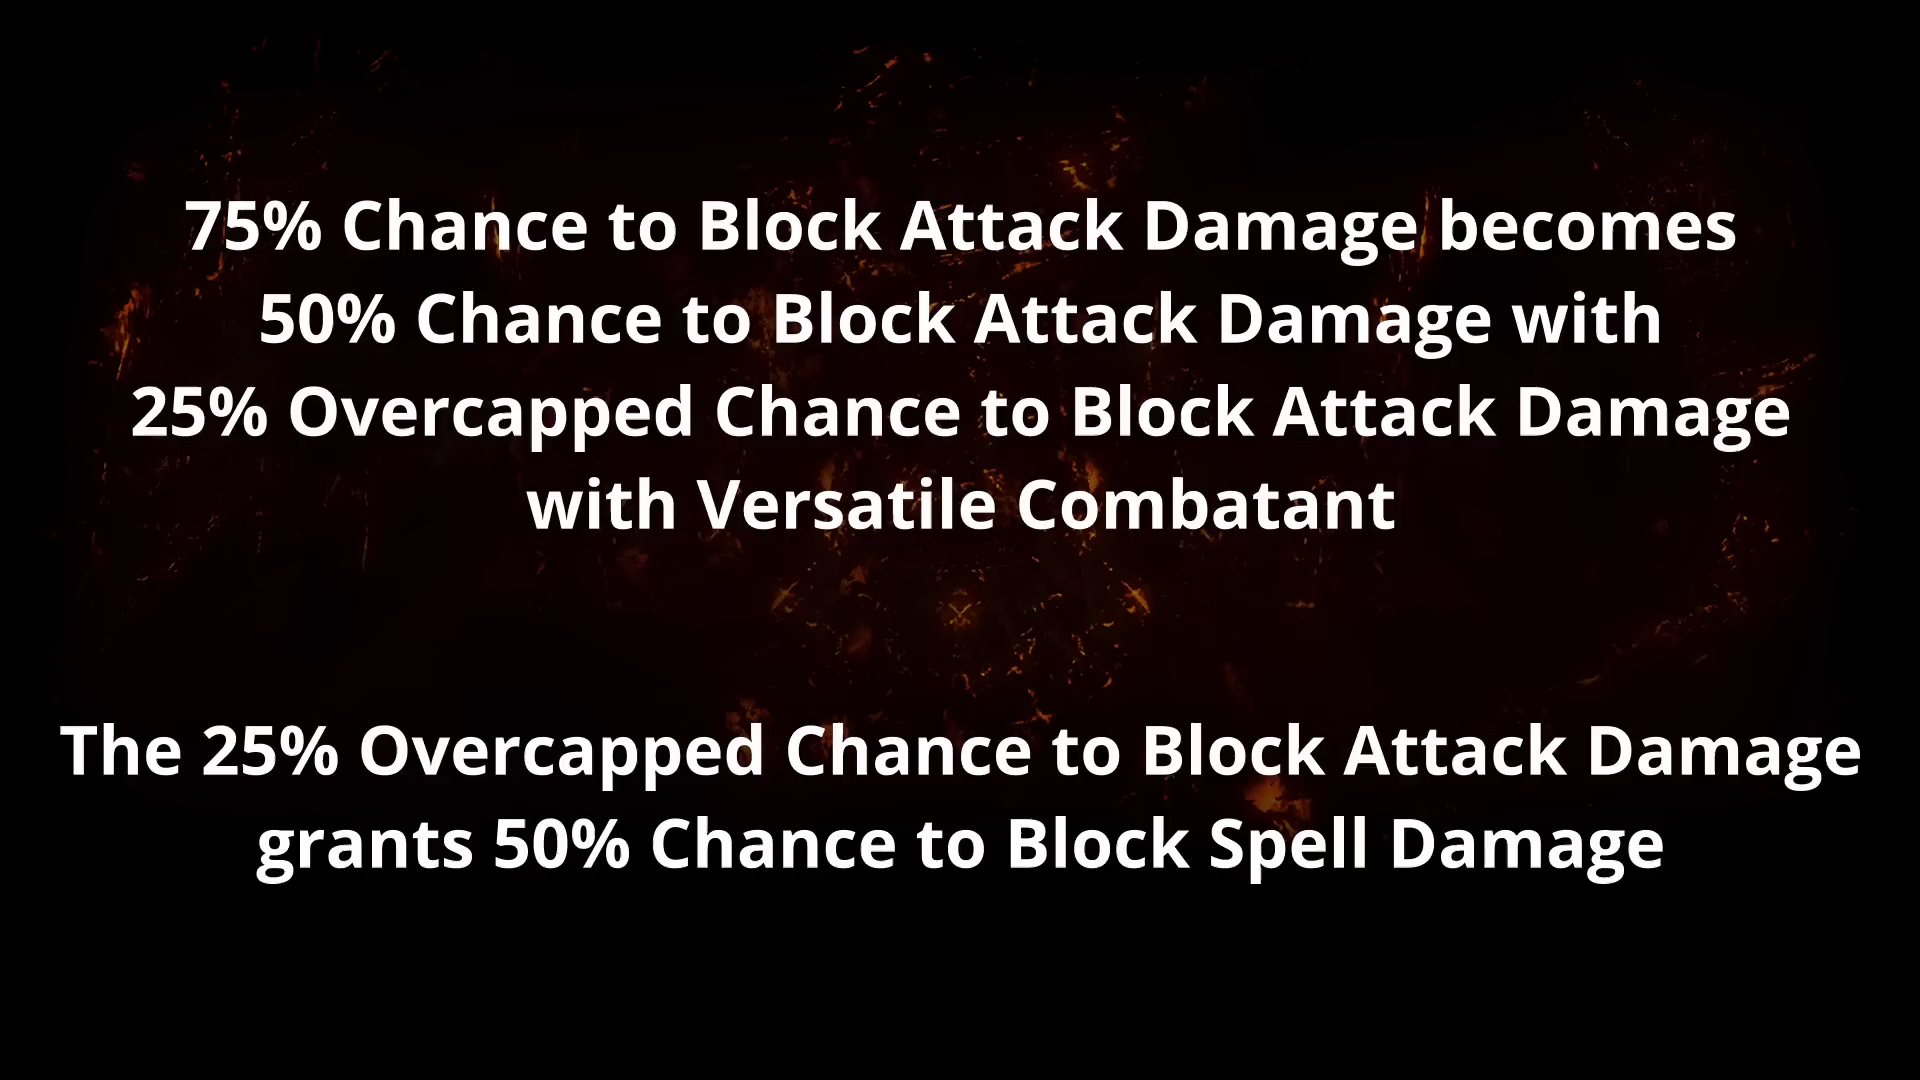 75% Chance to Block Attack Damage becomes
50% Chance to Block Attack Damage with
25% Overcapped Chance to Block Attack Damage
with Versatile Combatant
The 25% Overcapped Chance to Block Attack Damage
grants 50% Chance to Block Spell Damage